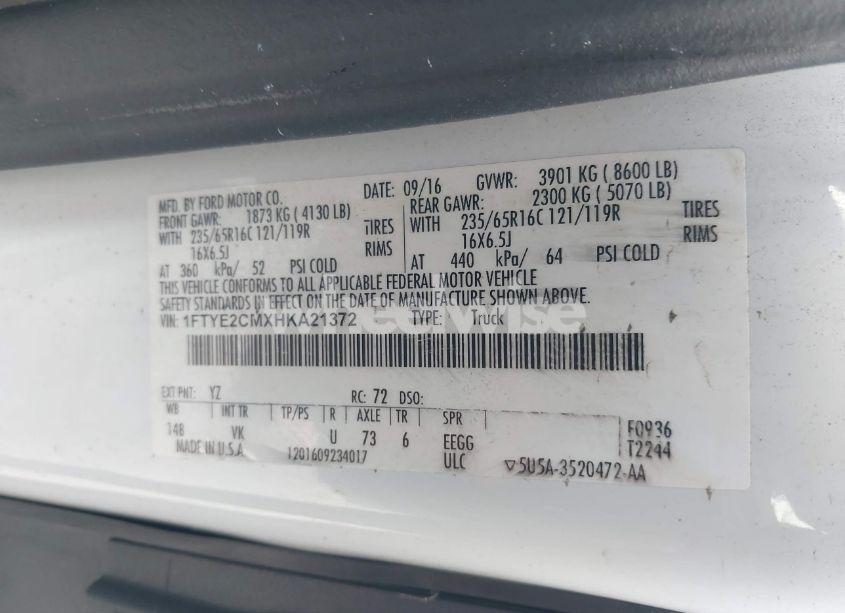 MFD. BY FORD MOTOR CO. DATE: 09/16 GVWR: 3901 KG ( 8600 LB)
FRONT GAWR: 1873 KG ( 4130 LB) REAR GAWR: 2300 KG ( 5070 LB)
WITH 235/65R16C 121/119R TIRES WITH 235/65R16C 121/119R TIRES
16X6.5J RIMS 16X6.5J RIMS
AT 360 kPa/ 52 PSI COLD AT 440 kPa/ 64 PSI COLD
THIS VEHICLE CONFORMS TO ALL APPLICABLE FEDERAL MOTOR VEHICLE
SAFETY STANDARDS IN EFFECT ON THE DATE OF MANUFACTURE SHOWN ABOVE.
VIN: 1FTYE2CMXHKA21372 TYPE: Truck
EXT PNT: YZ RC: 72 DSO:
WB INT TR TP/PS R AXLE TR SPR
148 VK U 73 6 EEGG F0936
MADE IN U.S.A 1201609234017 ULC T2244
5U5A-3520472-AA